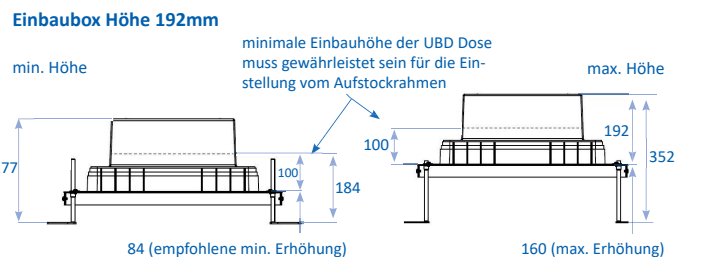 Einbaubox Höhe 192mm
minimale Einbauhöhe der UBD Dose
muss gewährleistet sein für die Ein-
stellung vom Aufstockrahmen
min. Höhe
max. Höhe
77
100
184
100
192
352
84 (empfohlene min. Erhöhung)
160 (max. Erhöhung)